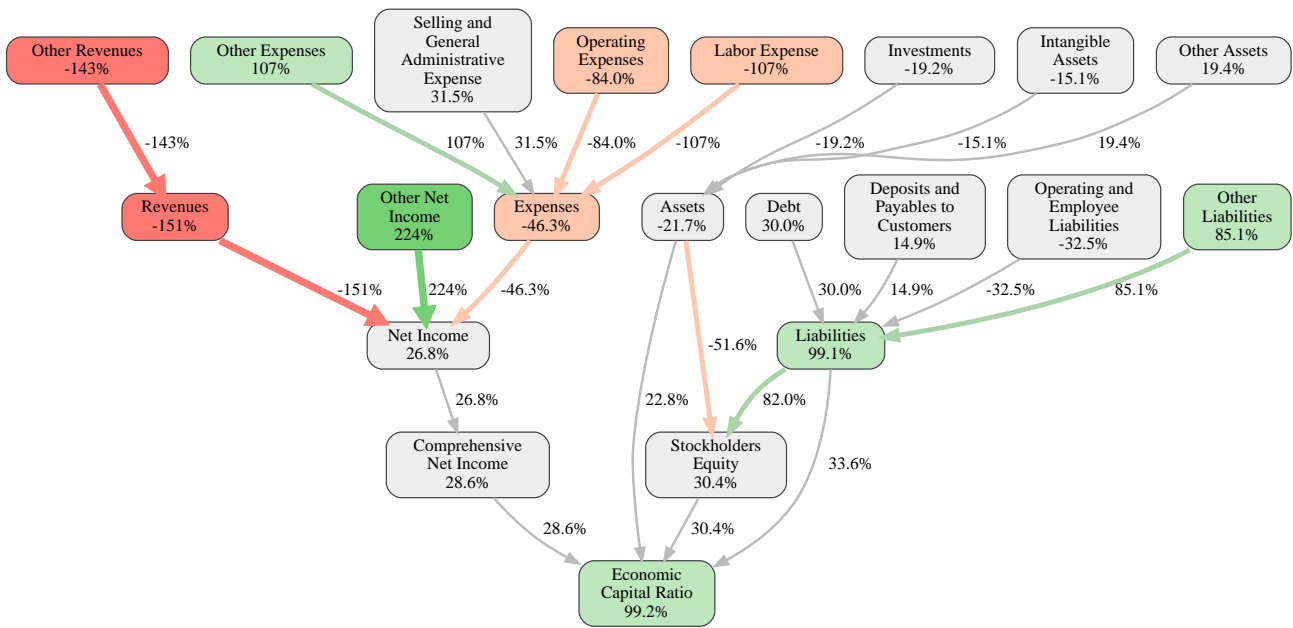 Other Revenues
-143%
Other Expenses
107%
Selling and
General
Administrative
Expense
31.5%
Operating
Expenses
-84.0%
Labor Expense
-107%
Investments
-19.2%
Intangible
Assets
-15.1%
Other Assets
19.4%
-143%
107%
31.5%
-84.0%
-107%
-19.2%
-15.1%
19.4%
Revenues
-151%
Other Net
Income
224%
Expenses
-46.3%
Assets
-21.7%
Debt
30.0%
Deposits and
Payables to
Customers
14.9%
Operating and
Employee
Liabilities
-32.5%
Other
Liabilities
85.1%
-151%
224%
-46.3%
30.0%
14.9%
-32.5%
85.1%
Net Income
26.8%
-51.6%
Liabilities
99.1%
26.8%
22.8%
82.0%
Comprehensive
Net Income
28.6%
Stockholders
Equity
30.4%
33.6%
28.6%
30.4%
Economic
Capital Ratio
99.2%